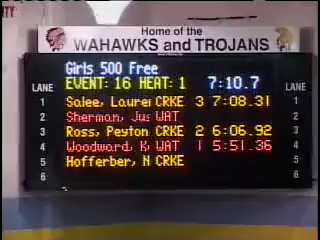 Home of the
WAHAWKS and TROJANS
Girls 500 Free
EVENT: 16 HEAT: 1 7:10.7
LANE LANE
1 Salee, Lauren CRKE 3 7:08.31 1
2 Sherman, Jus WAT 2
3 Ross, Peyton CRKE 2 6:06.92 3
4 Woodward, K WAT 1 5:51.36 4
5 Hofferber, N CRKE 5
6 6